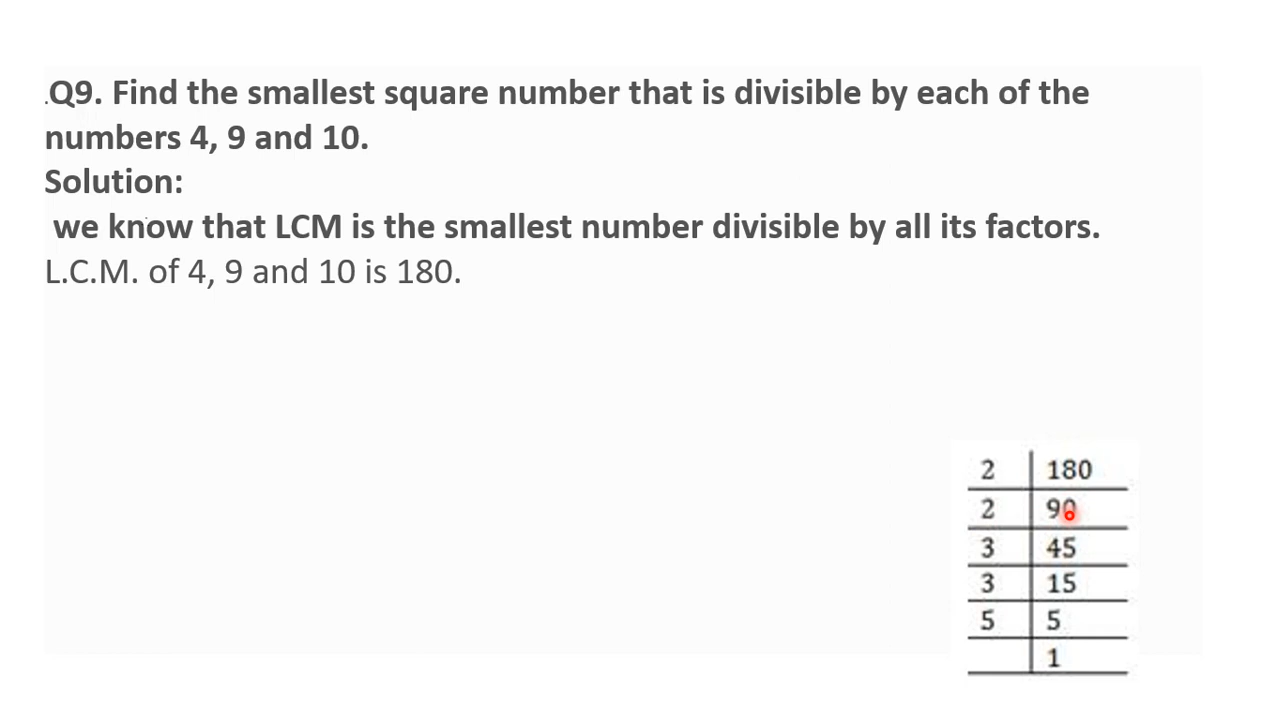 .Q9. Find the smallest square number that is divisible by each of the
numbers 4, 9 and 10.
Solution:
we know that LCM is the smallest number divisible by all its factors.
L.C.M. of 4, 9 and 10 is 180.
2 180
2 90
3 45
3 15
5 5
1